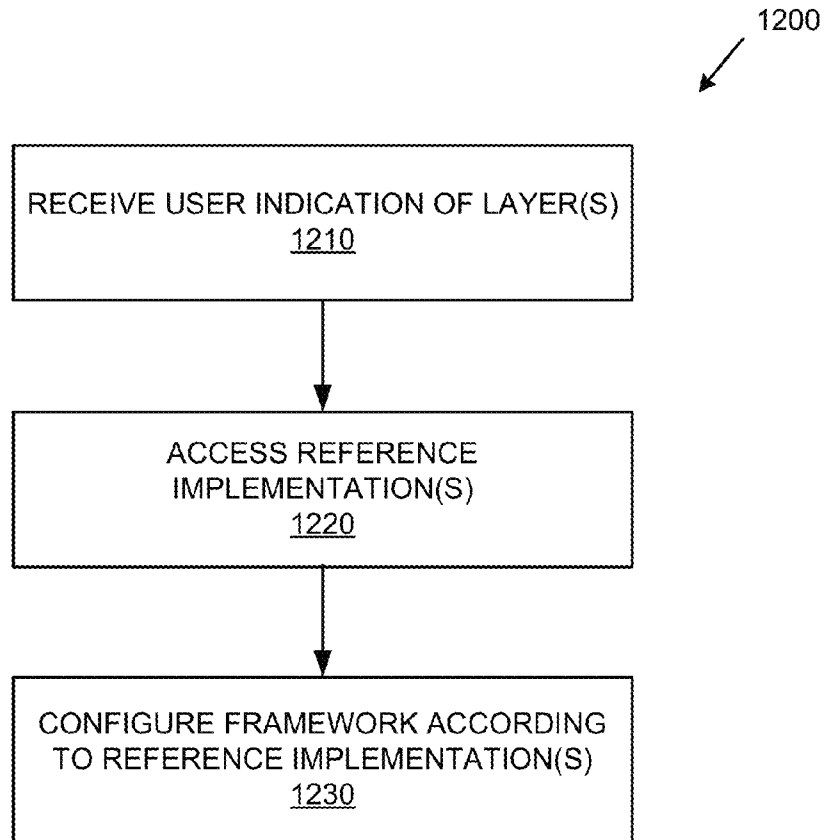 1200
RECEIVE USER INDICATION OF LAYER(S)
1210
ACCESS REFERENCE
IMPLEMENTATION(S)
1220
CONFIGURE FRAMEWORK ACCORDING
TO REFERENCE IMPLEMENTATION(S)
1230